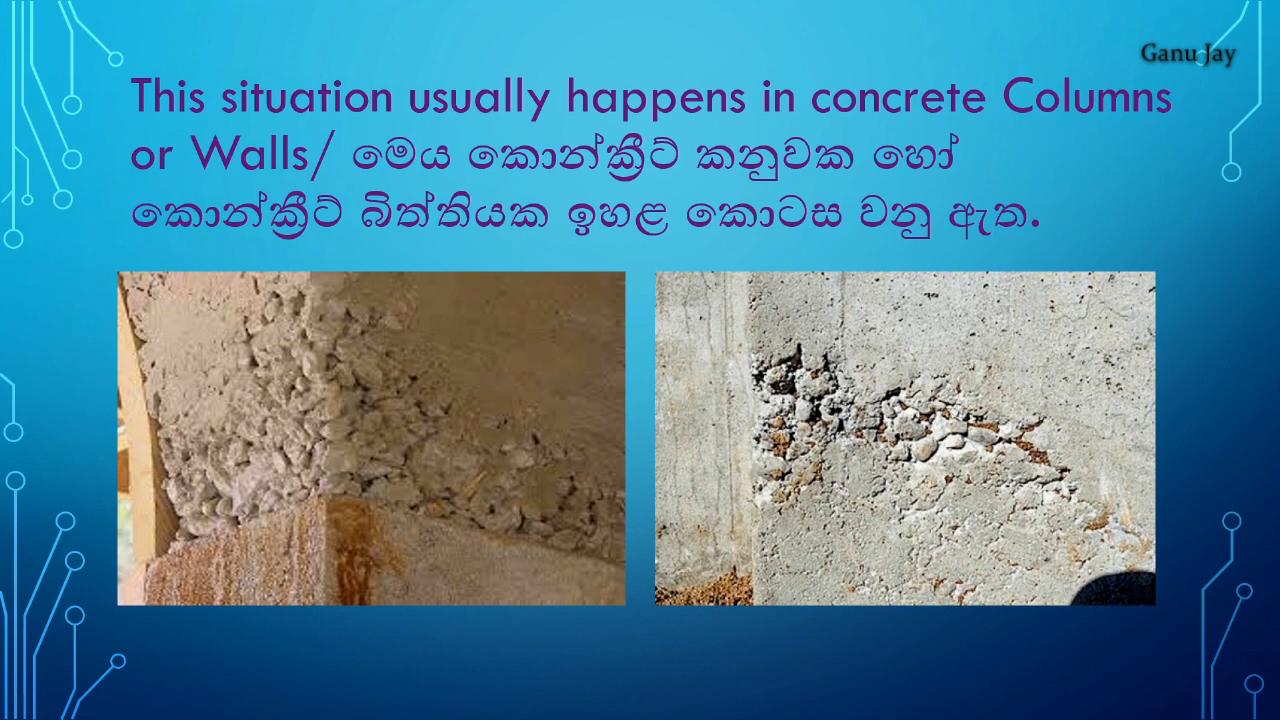 Ganu Jay
This situation usually happens in concrete Columns
or Walls/ මෙය කොන්ක්‍රීට් කනුවක හෝ
කොන්ක්‍රීට් බිත්තියක ඉහළ කොටස වනු ඇත.